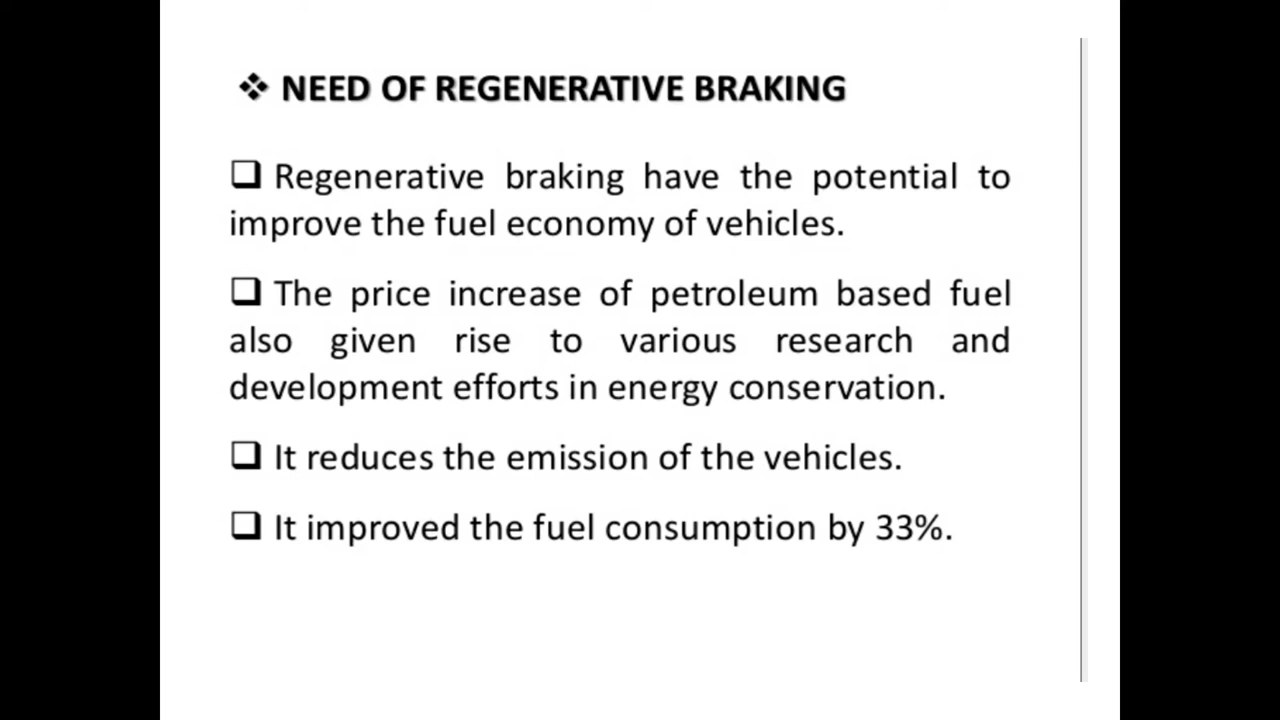 ❖ NEED OF REGENERATIVE BRAKING
❑ Regenerative braking have the potential to
improve the fuel economy of vehicles.
❑ The price increase of petroleum based fuel
also given rise to various research and
development efforts in energy conservation.
❑ It reduces the emission of the vehicles.
❑ It improved the fuel consumption by 33%.